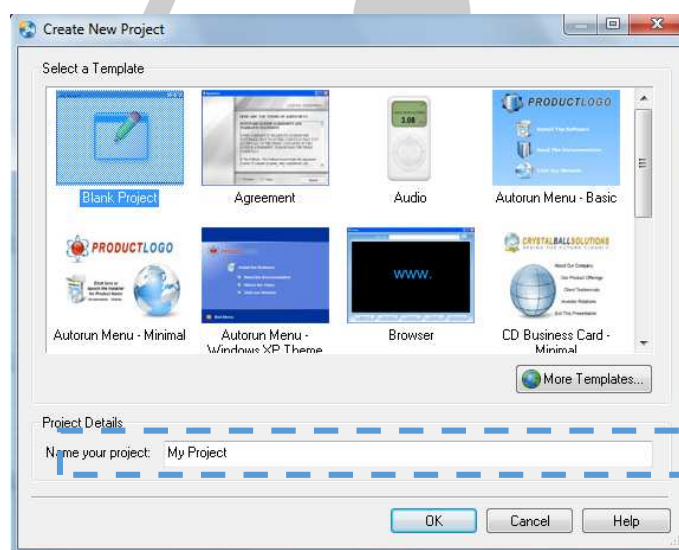 Create New Project
Select a Template
PRODUCTLOGO
3.08
Blank Project
Agreement
Audio
Autorun Menu - Basic
PRODUCTLOGO
CRYSTALBALLSOLUTIONS
www.
Autorun Menu - Minimal
Autorun Menu -
Windows XP Theme
Browser
CD Business Card -
Minimal
More Templates...
Project Details
Name your project: My Project
OK
Cancel
Help